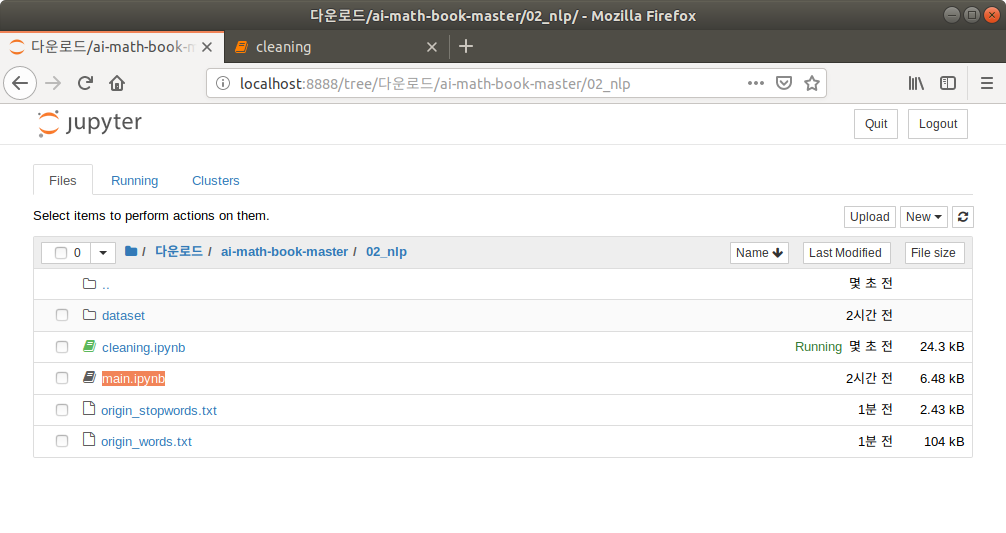 다운로드/ai-math-book-master/02_nlp/ - Mozilla Firefox
다운로드/ai-math-book-m
cleaning
localhost:8888/tree/다운로드/ai-math-book-master/02_nlp
jupyter
Quit Logout
Files Running Clusters
Select items to perform actions on them.
Upload New
0 / 다운로드 / ai-math-book-master / 02_nlp Name Last Modified File size
.. 몇 초 전
dataset 2시간 전
cleaning.ipynb Running 몇 초 전 24.3 kB
main.ipynb 2시간 전 6.48 kB
origin_stopwords.txt 1분 전 2.43 kB
origin_words.txt 1분 전 104 kB